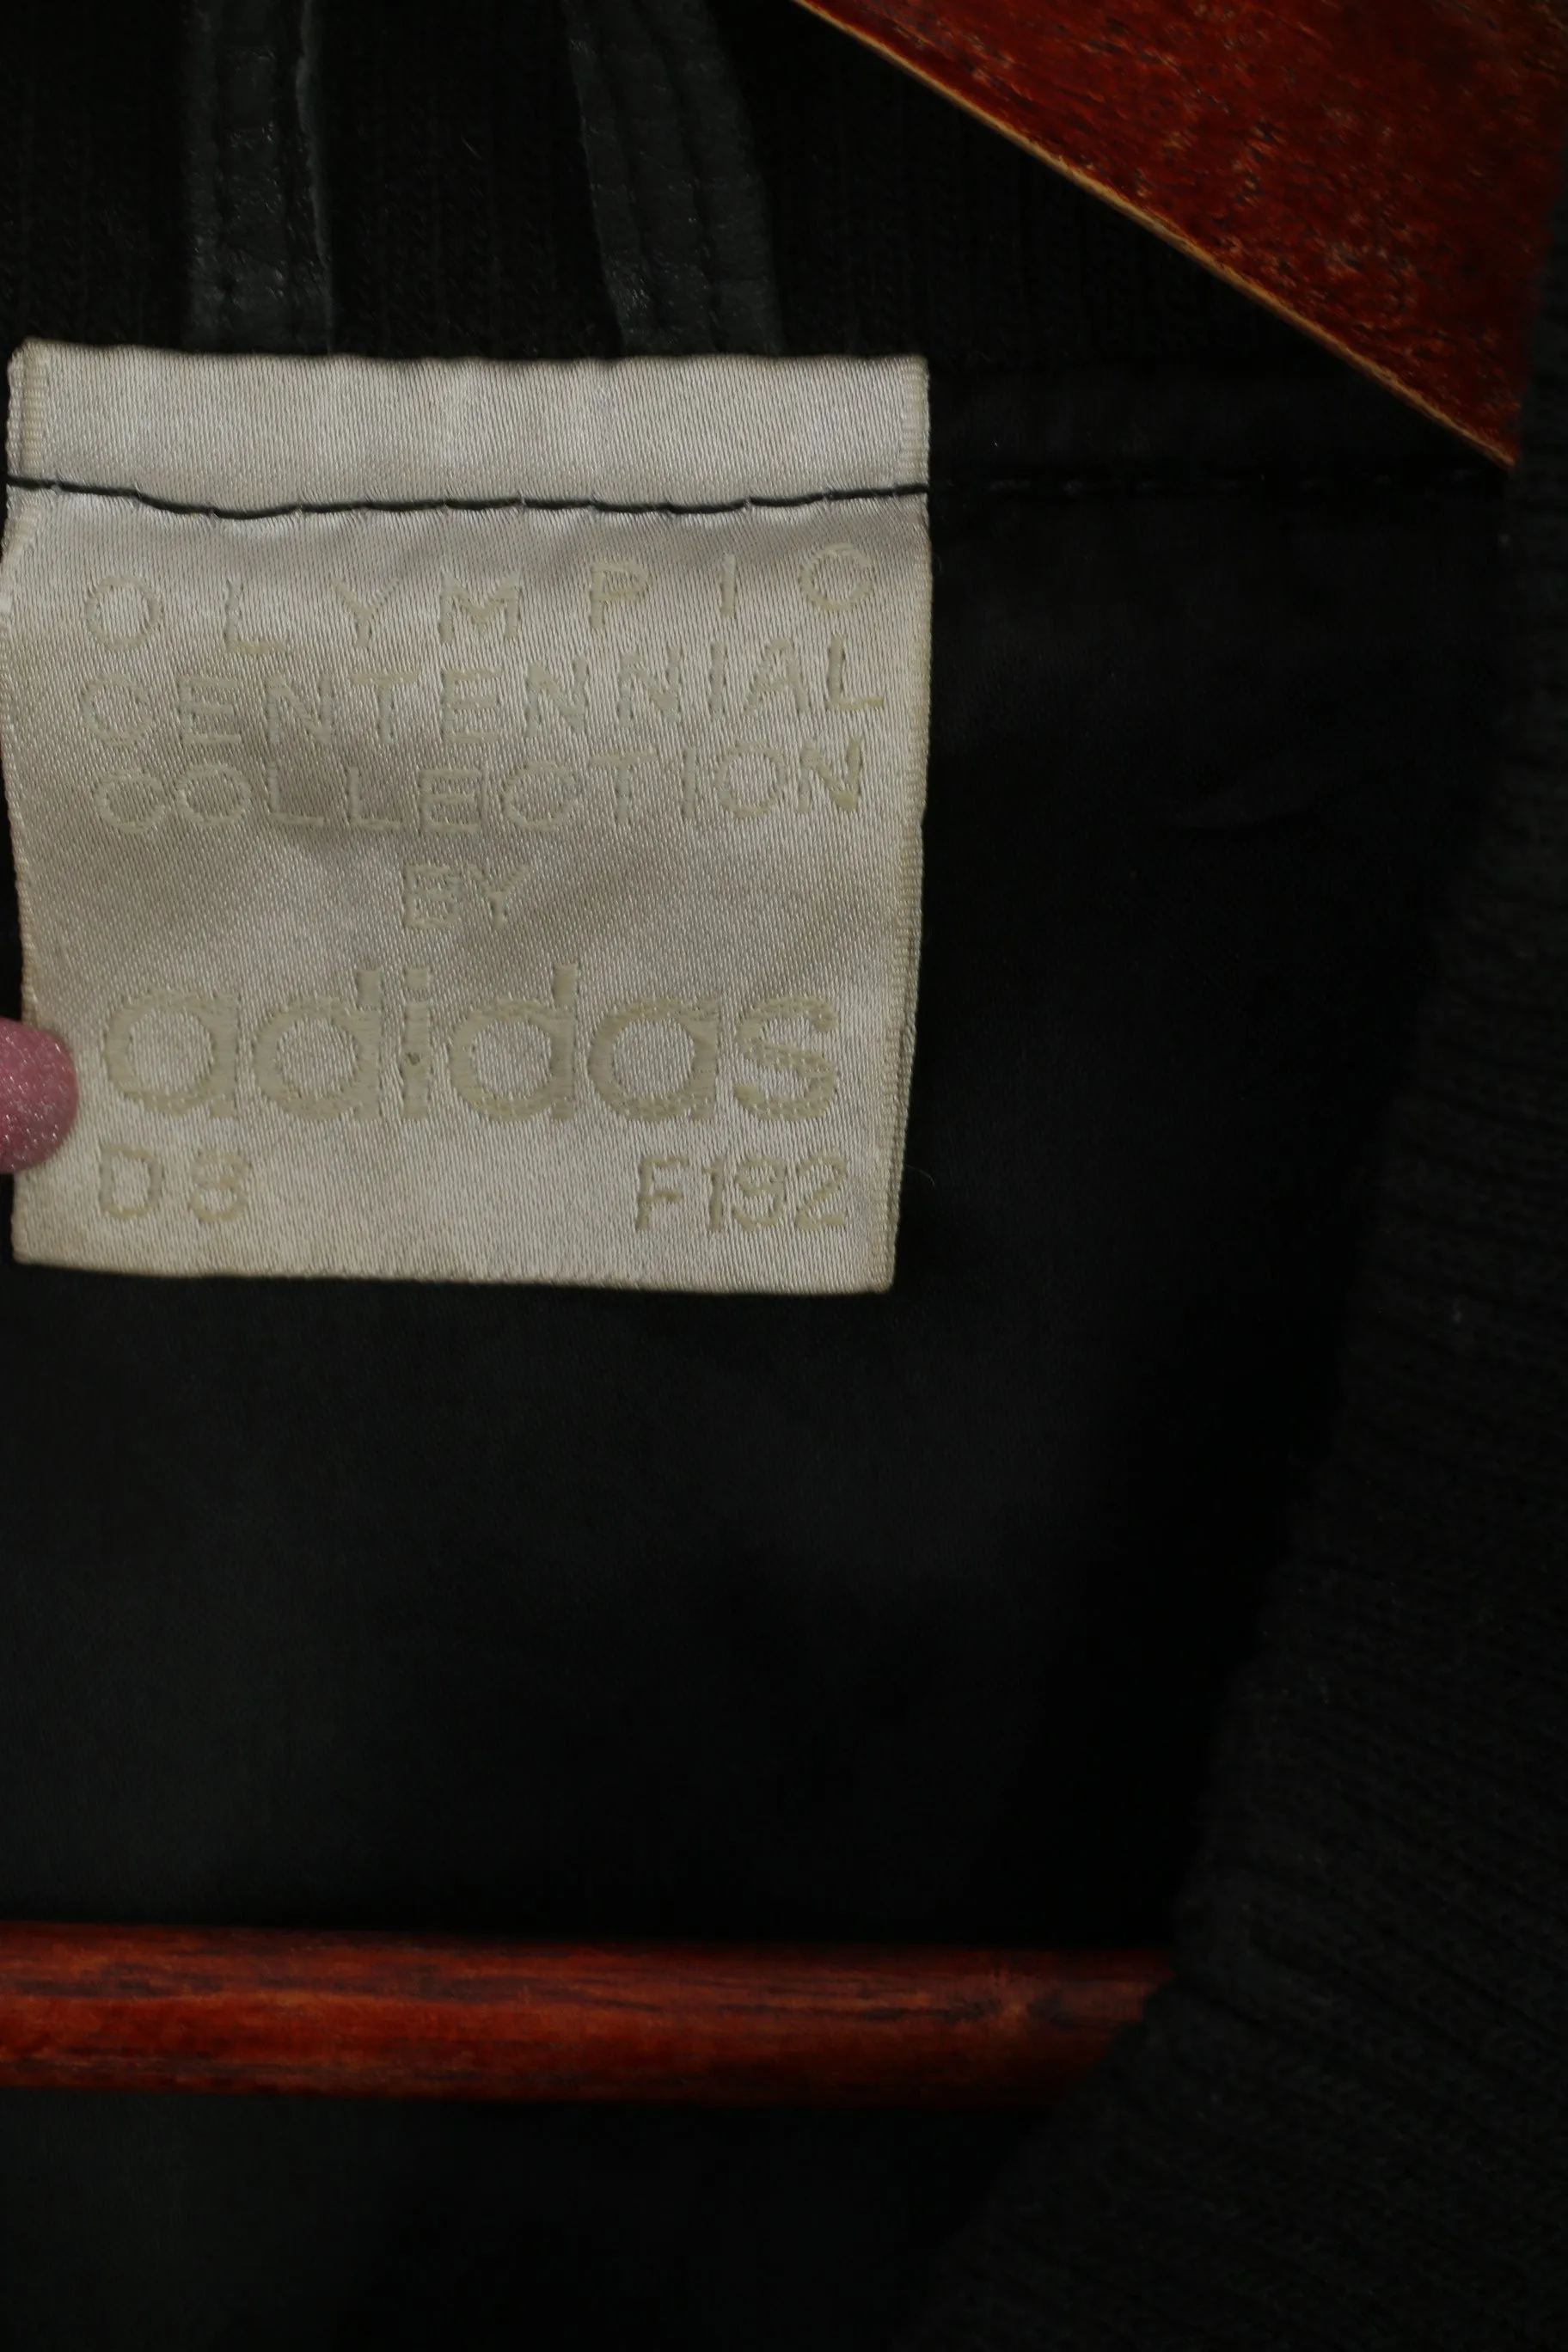 OLYMPIC
CENTENNIAL
COLLECTION
BY
adidas
D8 F192